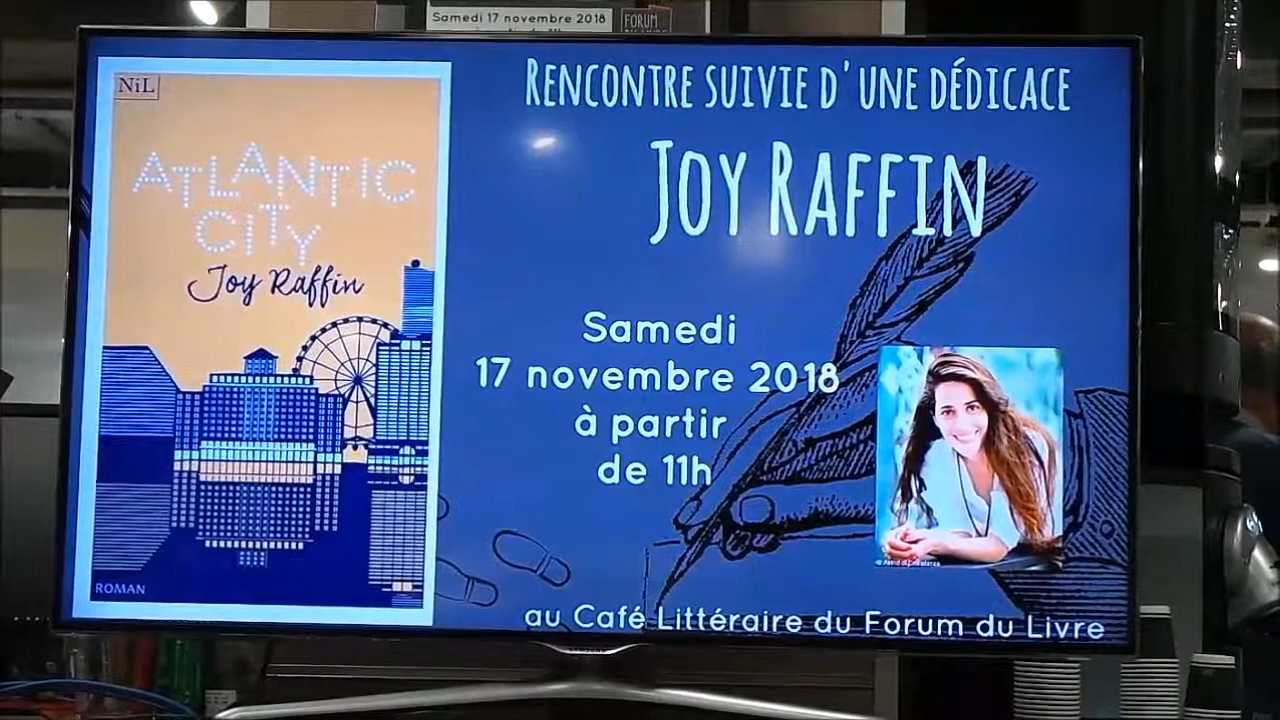 Samedi 17 novembre 2018
FORUM
NiL
ATLANTIC
CITY
Joy Raffin
ROMAN
RENCONTRE SUIVIE D'UNE DÉDICACE
JOY RAFFIN
Samedi
17 novembre 2018
à partir
de 11h
au Café Littéraire du Forum du Livre
SAMSUNG